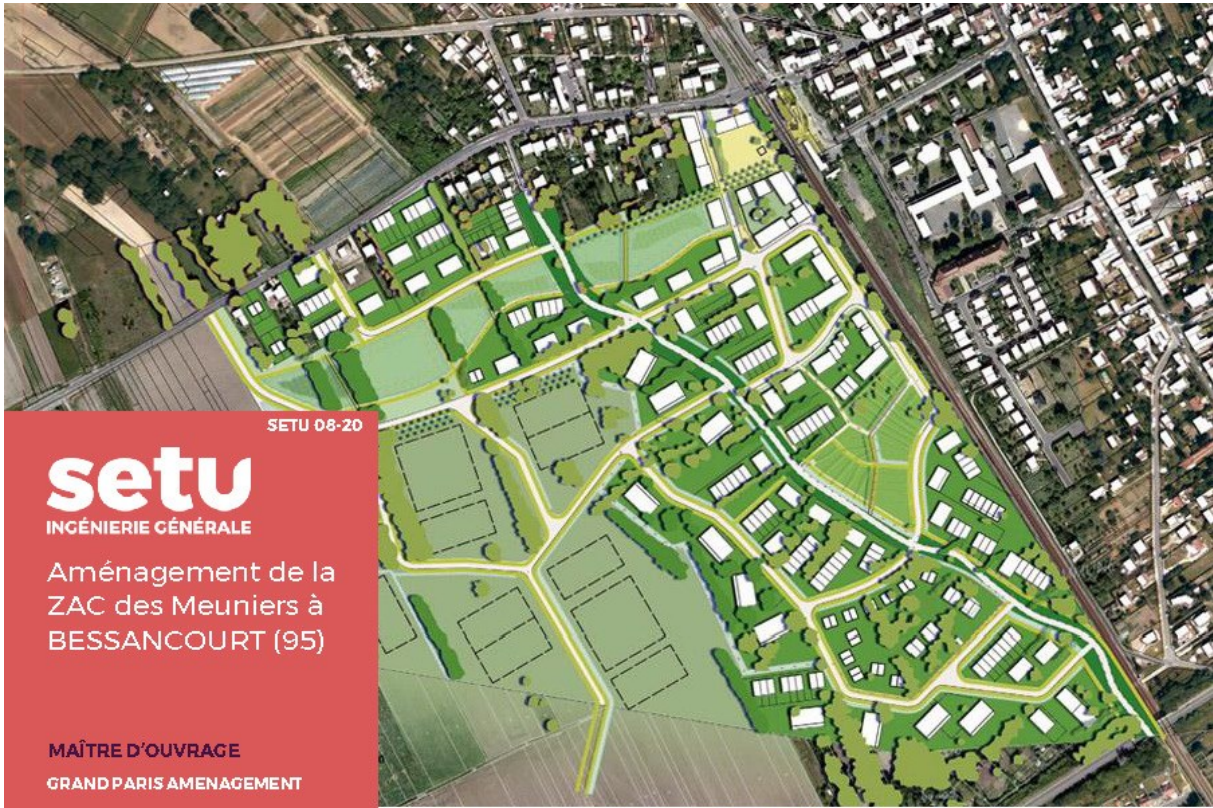 SETU 08-20
setu
INGÉNIERIE GÉNÉRALE
Aménagement de la
ZAC des Meuniers à
BESSANCOURT (95)
MAÎTRE D'OUVRAGE
GRAND PARIS AMENAGEMENT